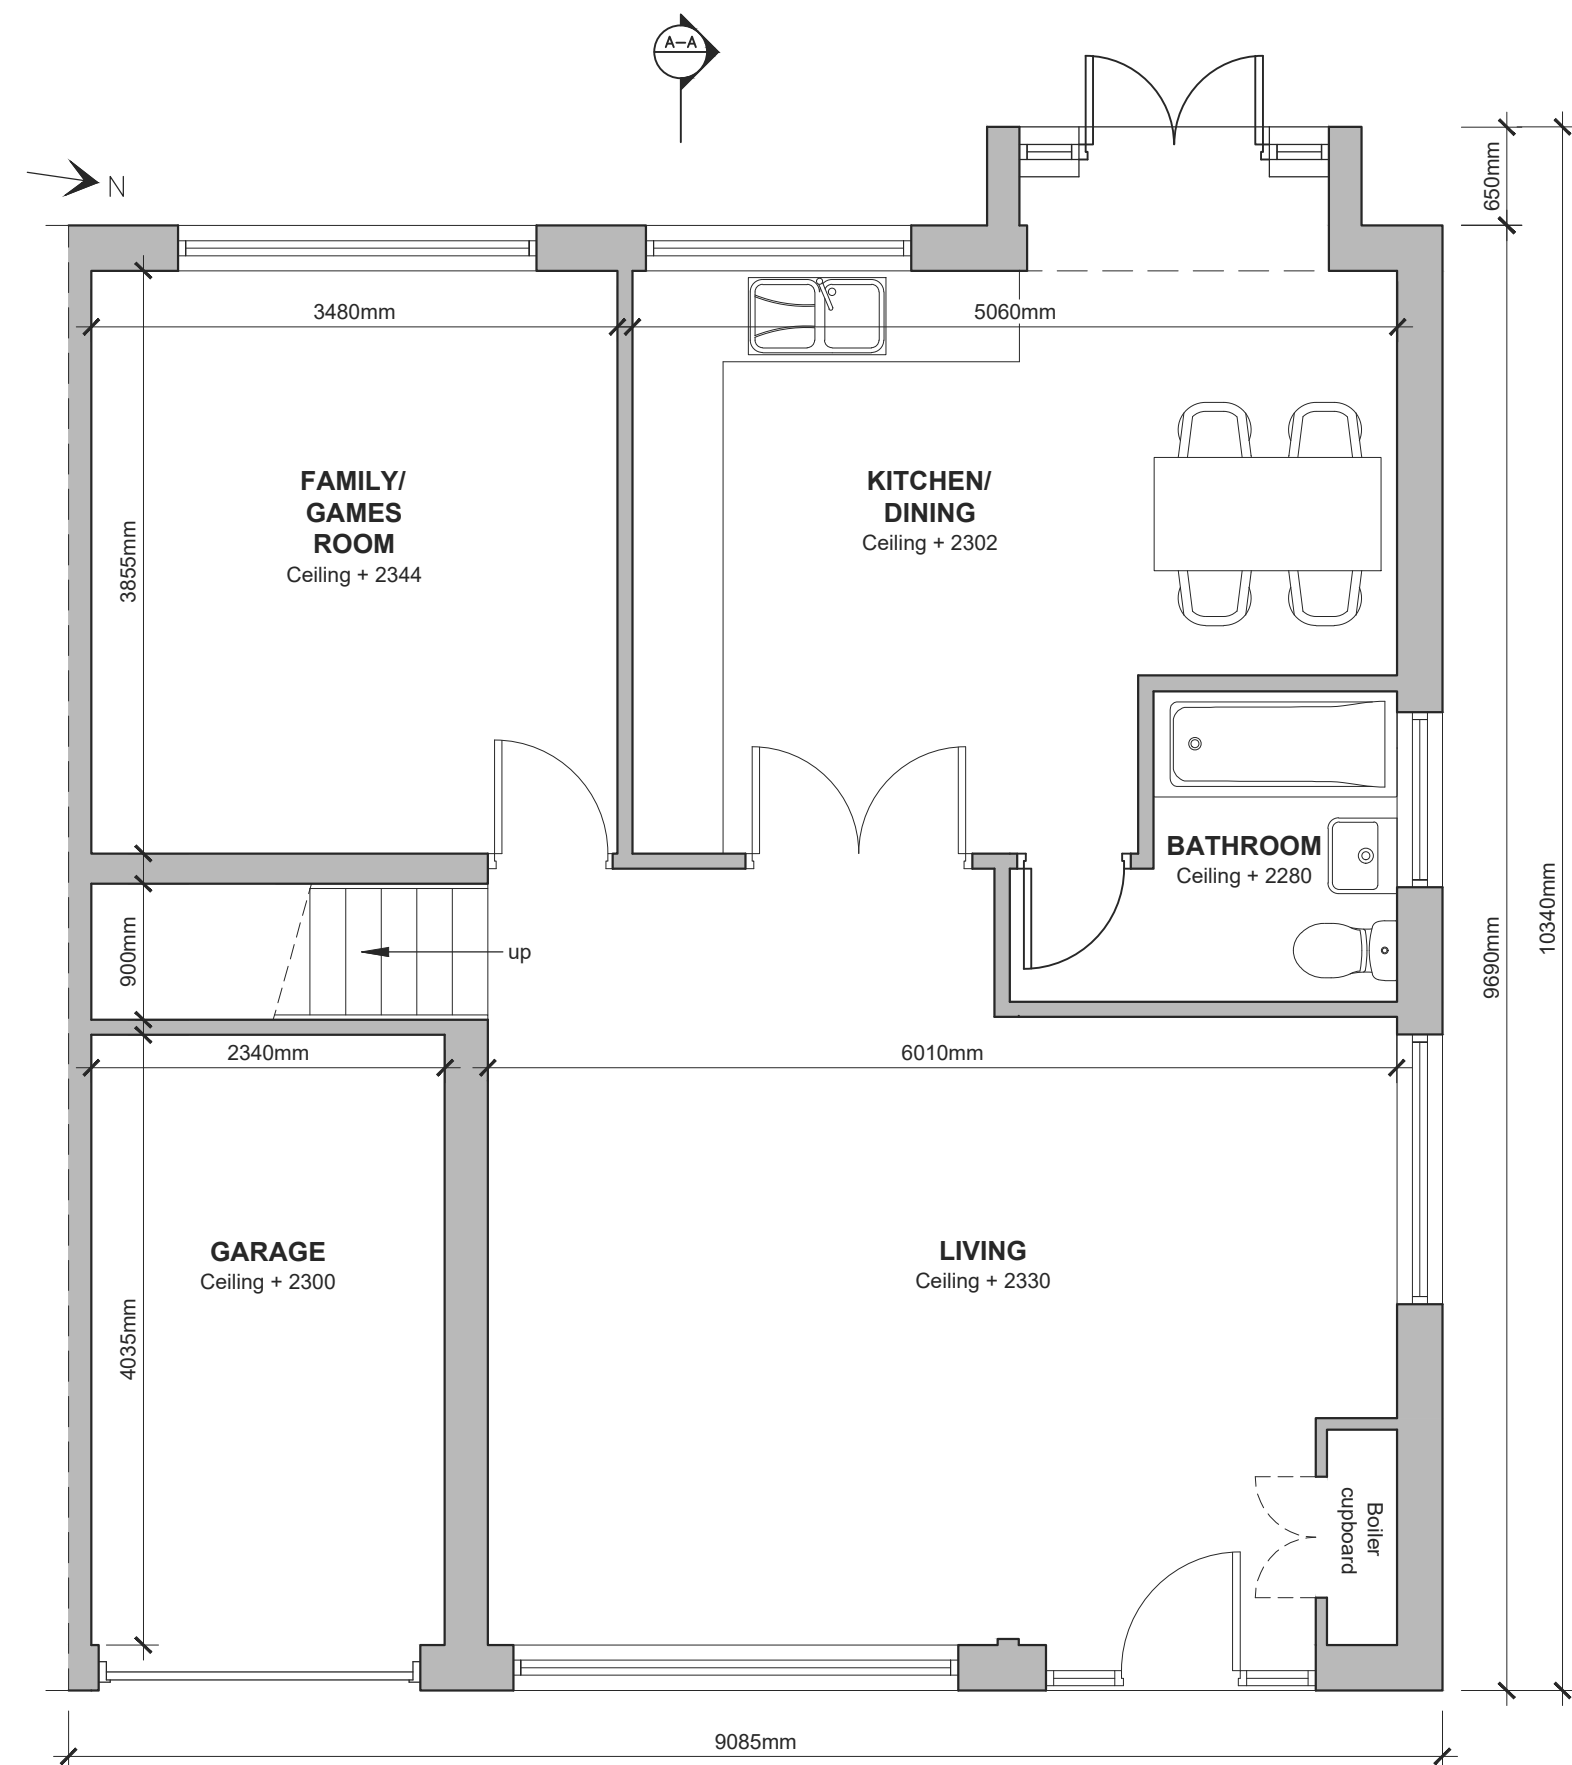 A–A
N
650mm
3480mm
5060mm
FAMILY/
GAMES
ROOM
Ceiling + 2344
KITCHEN/
DINING
Ceiling + 2302
3855mm
BATHROOM
Ceiling + 2280
900mm
up
9690mm
10340mm
2340mm
6010mm
GARAGE
Ceiling + 2300
LIVING
Ceiling + 2330
4035mm
Boiler
cupboard
9085mm